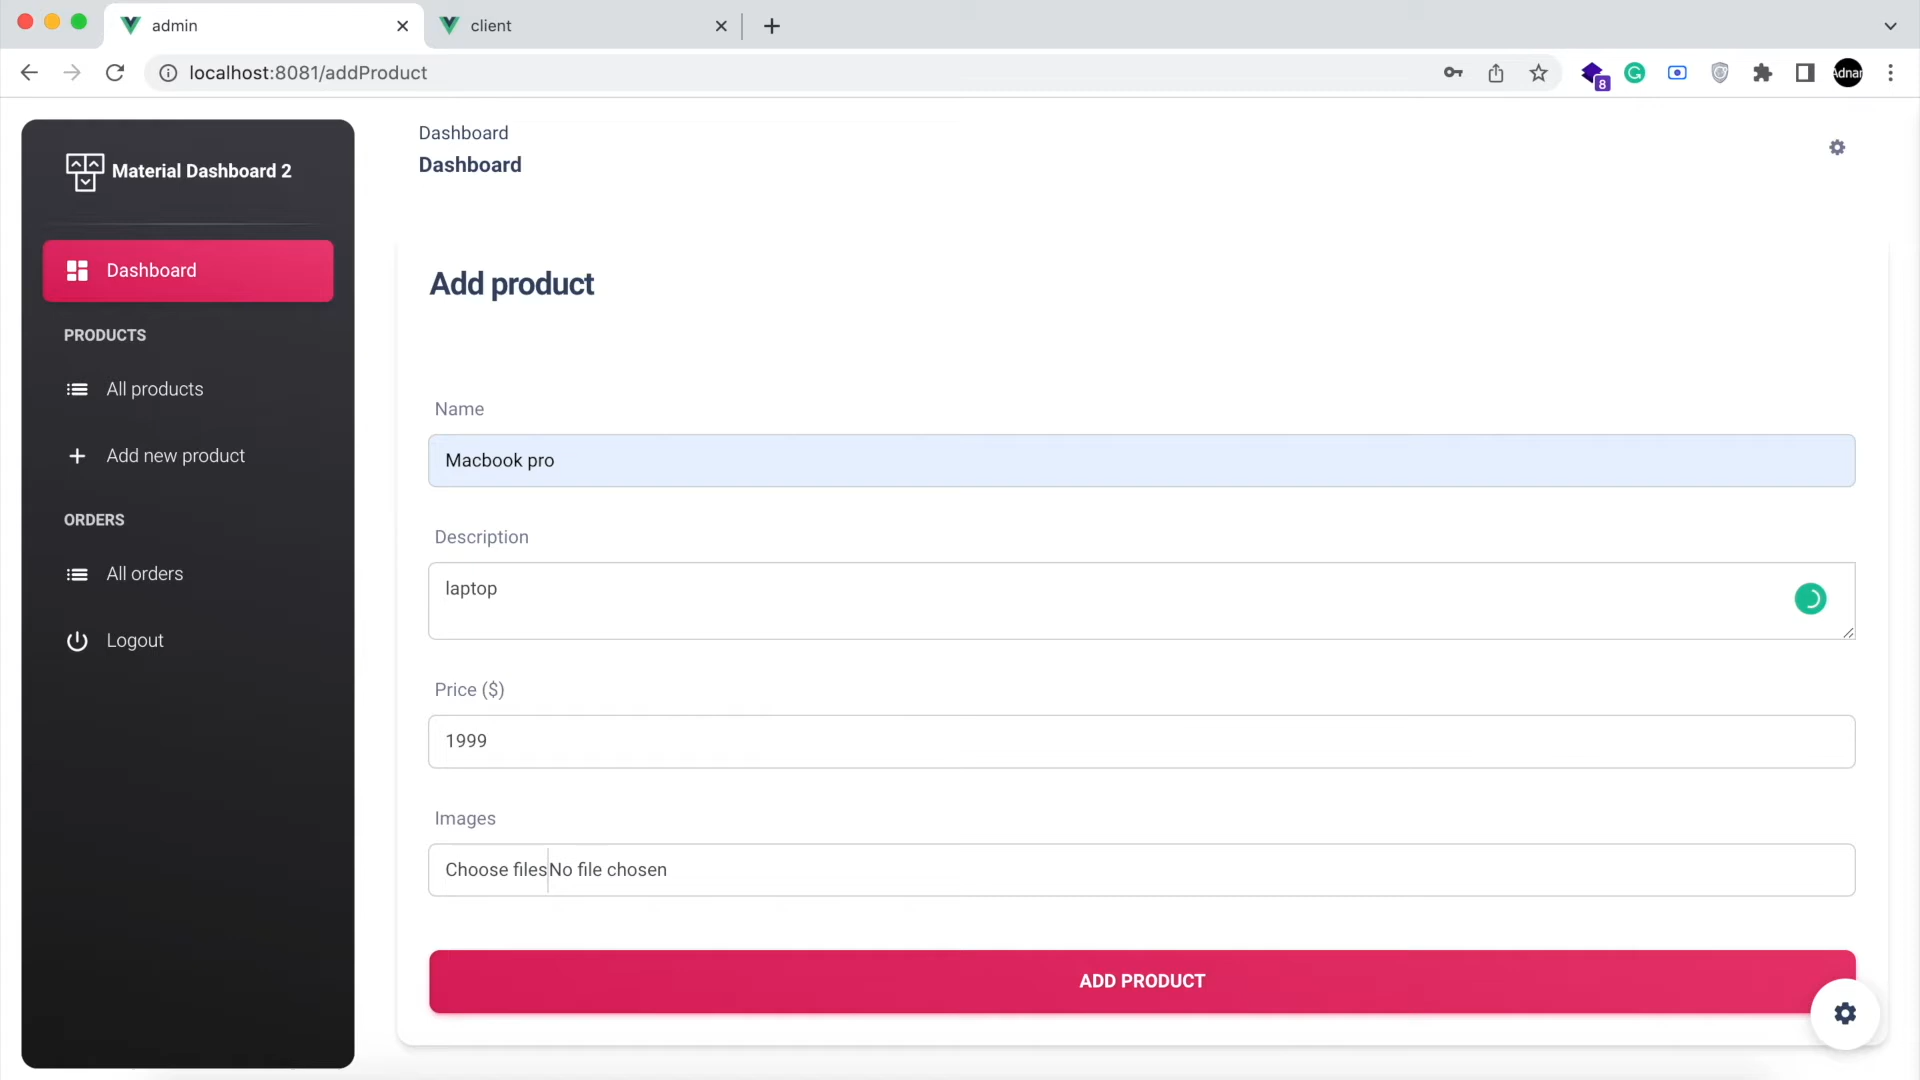 admin
client
localhost:8081/addProduct
8
Adnan
Material Dashboard 2
Dashboard
PRODUCTS
All products
Add new product
ORDERS
All orders
Logout
Dashboard
Dashboard
Add product
Name
Macbook pro
Description
laptop
Price ($)
1999
Images
Choose files No file chosen
ADD PRODUCT